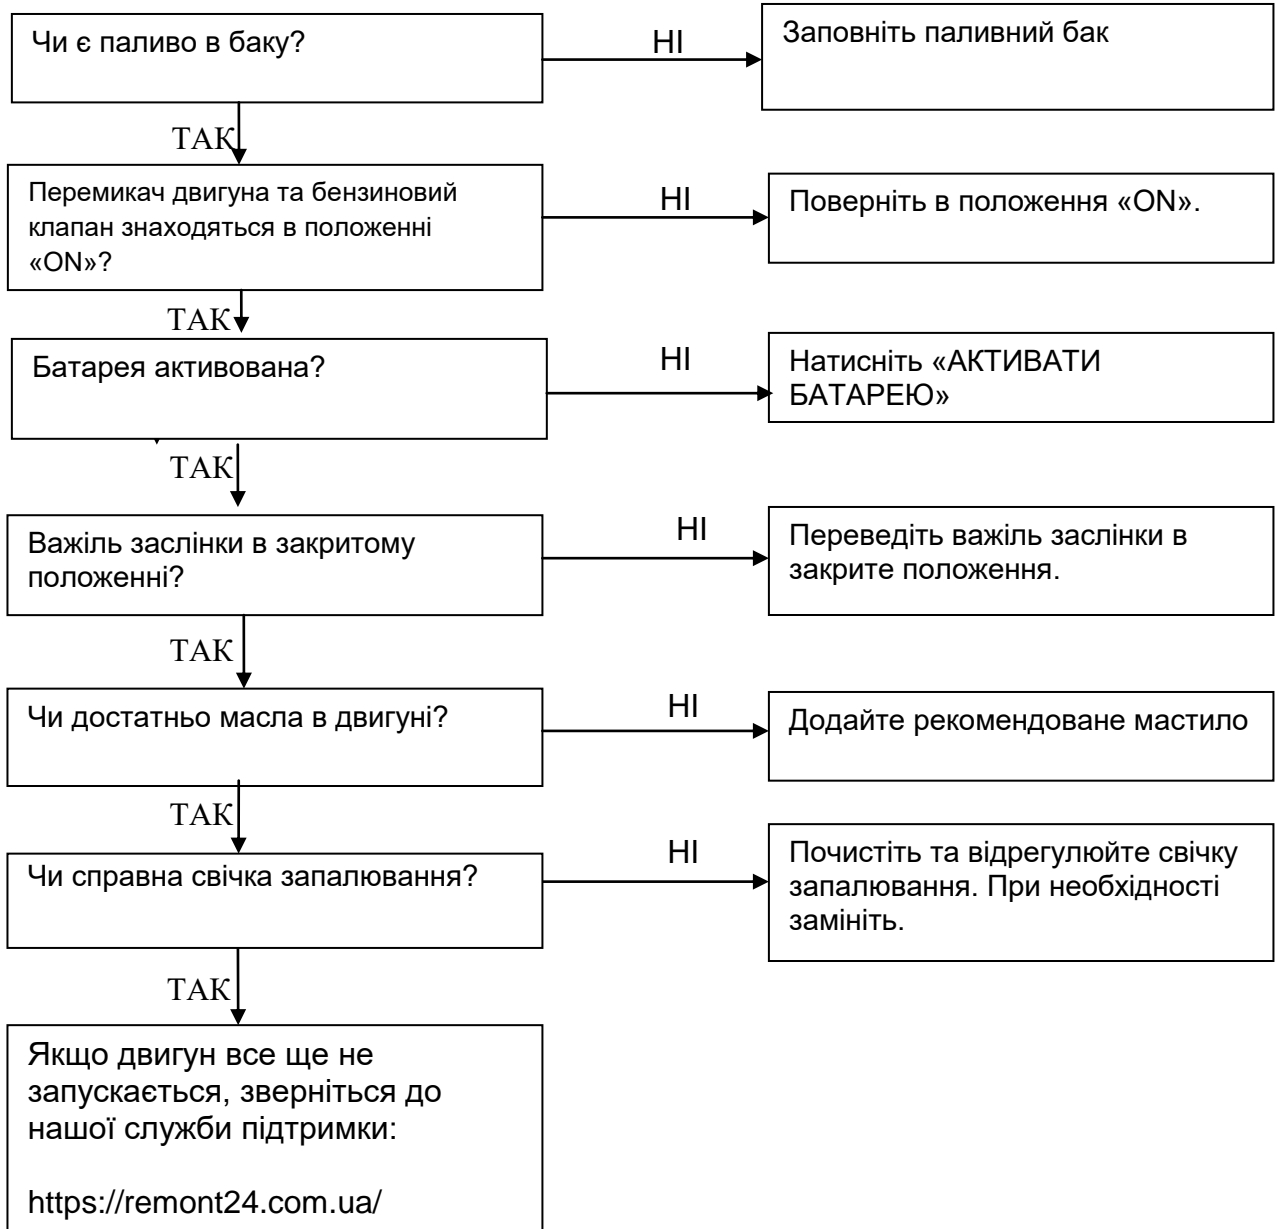 Чи є паливо в баку?
НІ
Заповніть паливний бак
ТАК
Перемикач двигуна та бензиновий
клапан знаходяться в положенні
«ON»?
НІ
Поверніть в положення «ON».
ТАК
Батарея активована?
НІ
Натисніть «АКТИВАТИ
БАТАРЕЮ»
ТАК
Важіль заслінки в закритому
положенні?
НІ
Переведіть важіль заслінки в
закрите положення.
ТАК
Чи достатньо масла в двигуні?
НІ
Додайте рекомендоване мастило
ТАК
Чи справна свічка запалювання?
НІ
Почистіть та відрегулюйте свічку
запалювання. При необхідності
замініть.
ТАК
Якщо двигун все ще не
запускається, зверніться до
нашої служби підтримки:
https://remont24.com.ua/